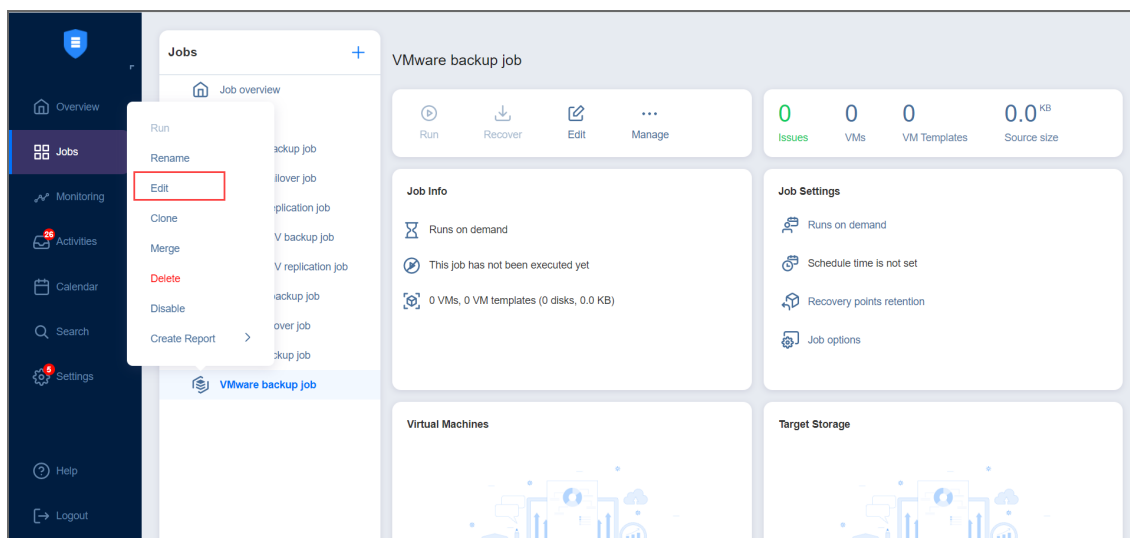 Overview
Jobs
Monitoring
26
Activities
Calendar
Search
5
Settings
Help
Logout
Jobs
+
Job overview
ackup job
ilover job
plication job
V backup job
V replication job
ackup job
over job
ckup job
VMware backup job
Run
Rename
Edit
Clone
Merge
Delete
Disable
Create Report
VMware backup job
Run
Recover
Edit
Manage
0
Issues
0
VMs
0
VM Templates
0.0 KB
Source size
Job Info
Runs on demand
This job has not been executed yet
0 VMs, 0 VM templates (0 disks, 0.0 KB)
Job Settings
Runs on demand
Schedule time is not set
Recovery points retention
Job options
Virtual Machines
Target Storage